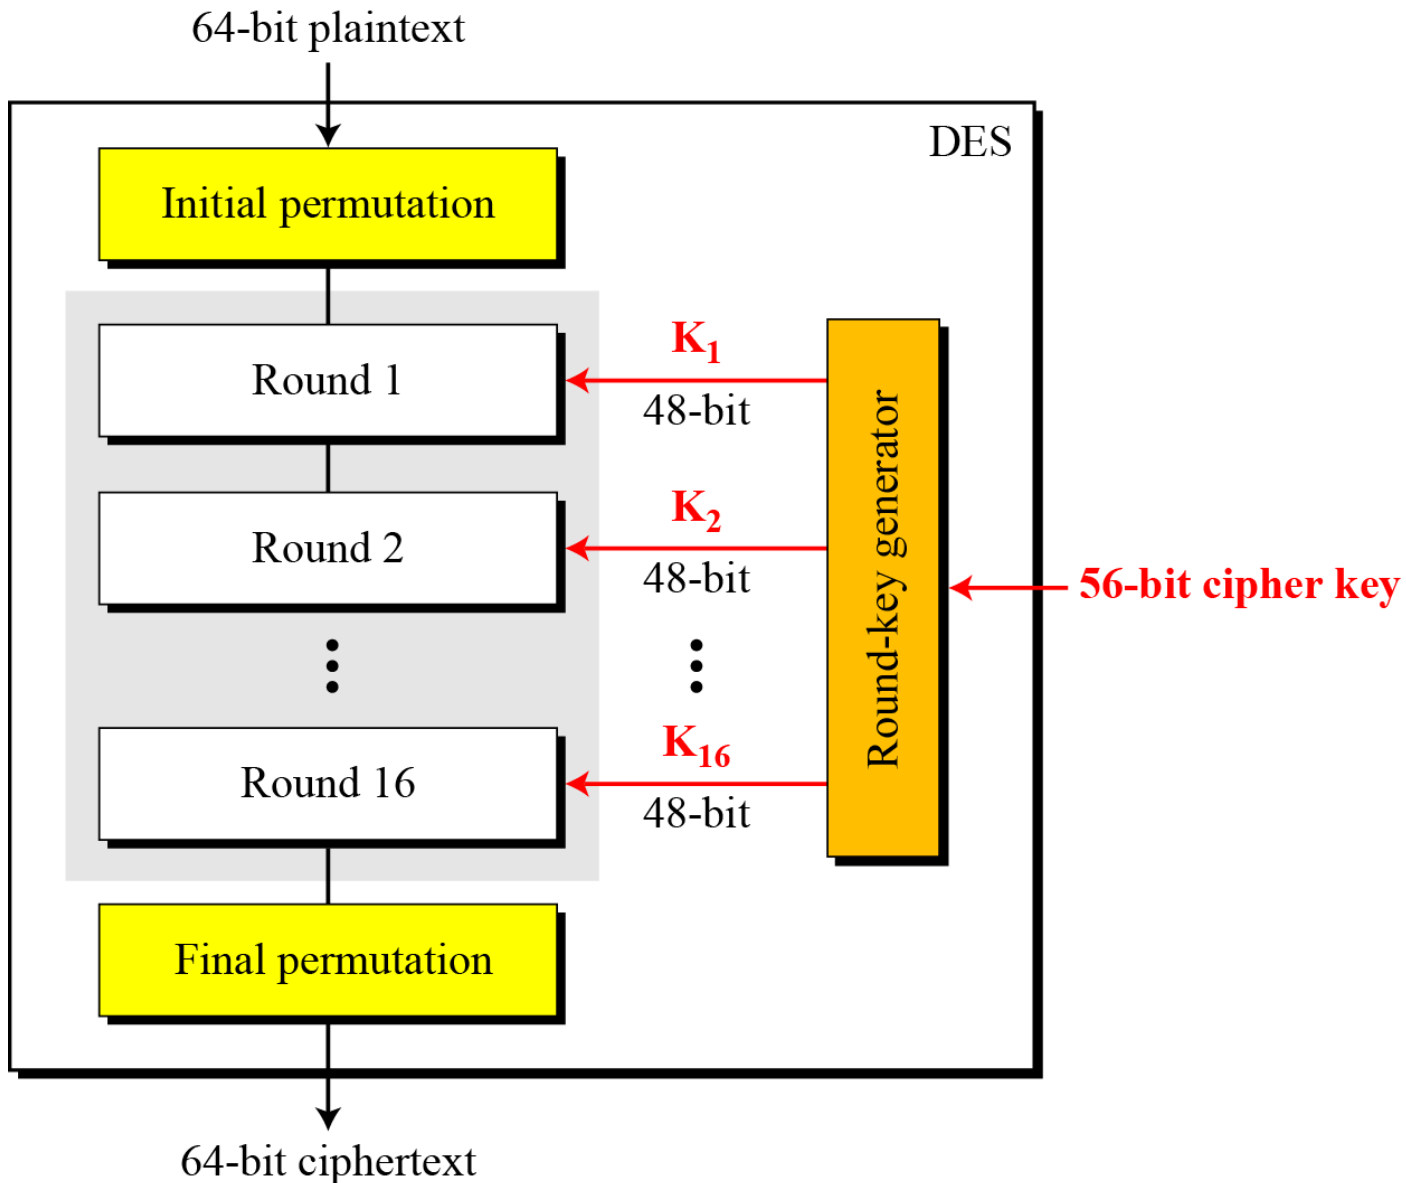 64-bit plaintext
DES
Initial permutation
Round 1
K₁
48-bit
Round 2
K₂
48-bit
Round 16
K₁₆
48-bit
Round-key generator
56-bit cipher key
Final permutation
64-bit ciphertext